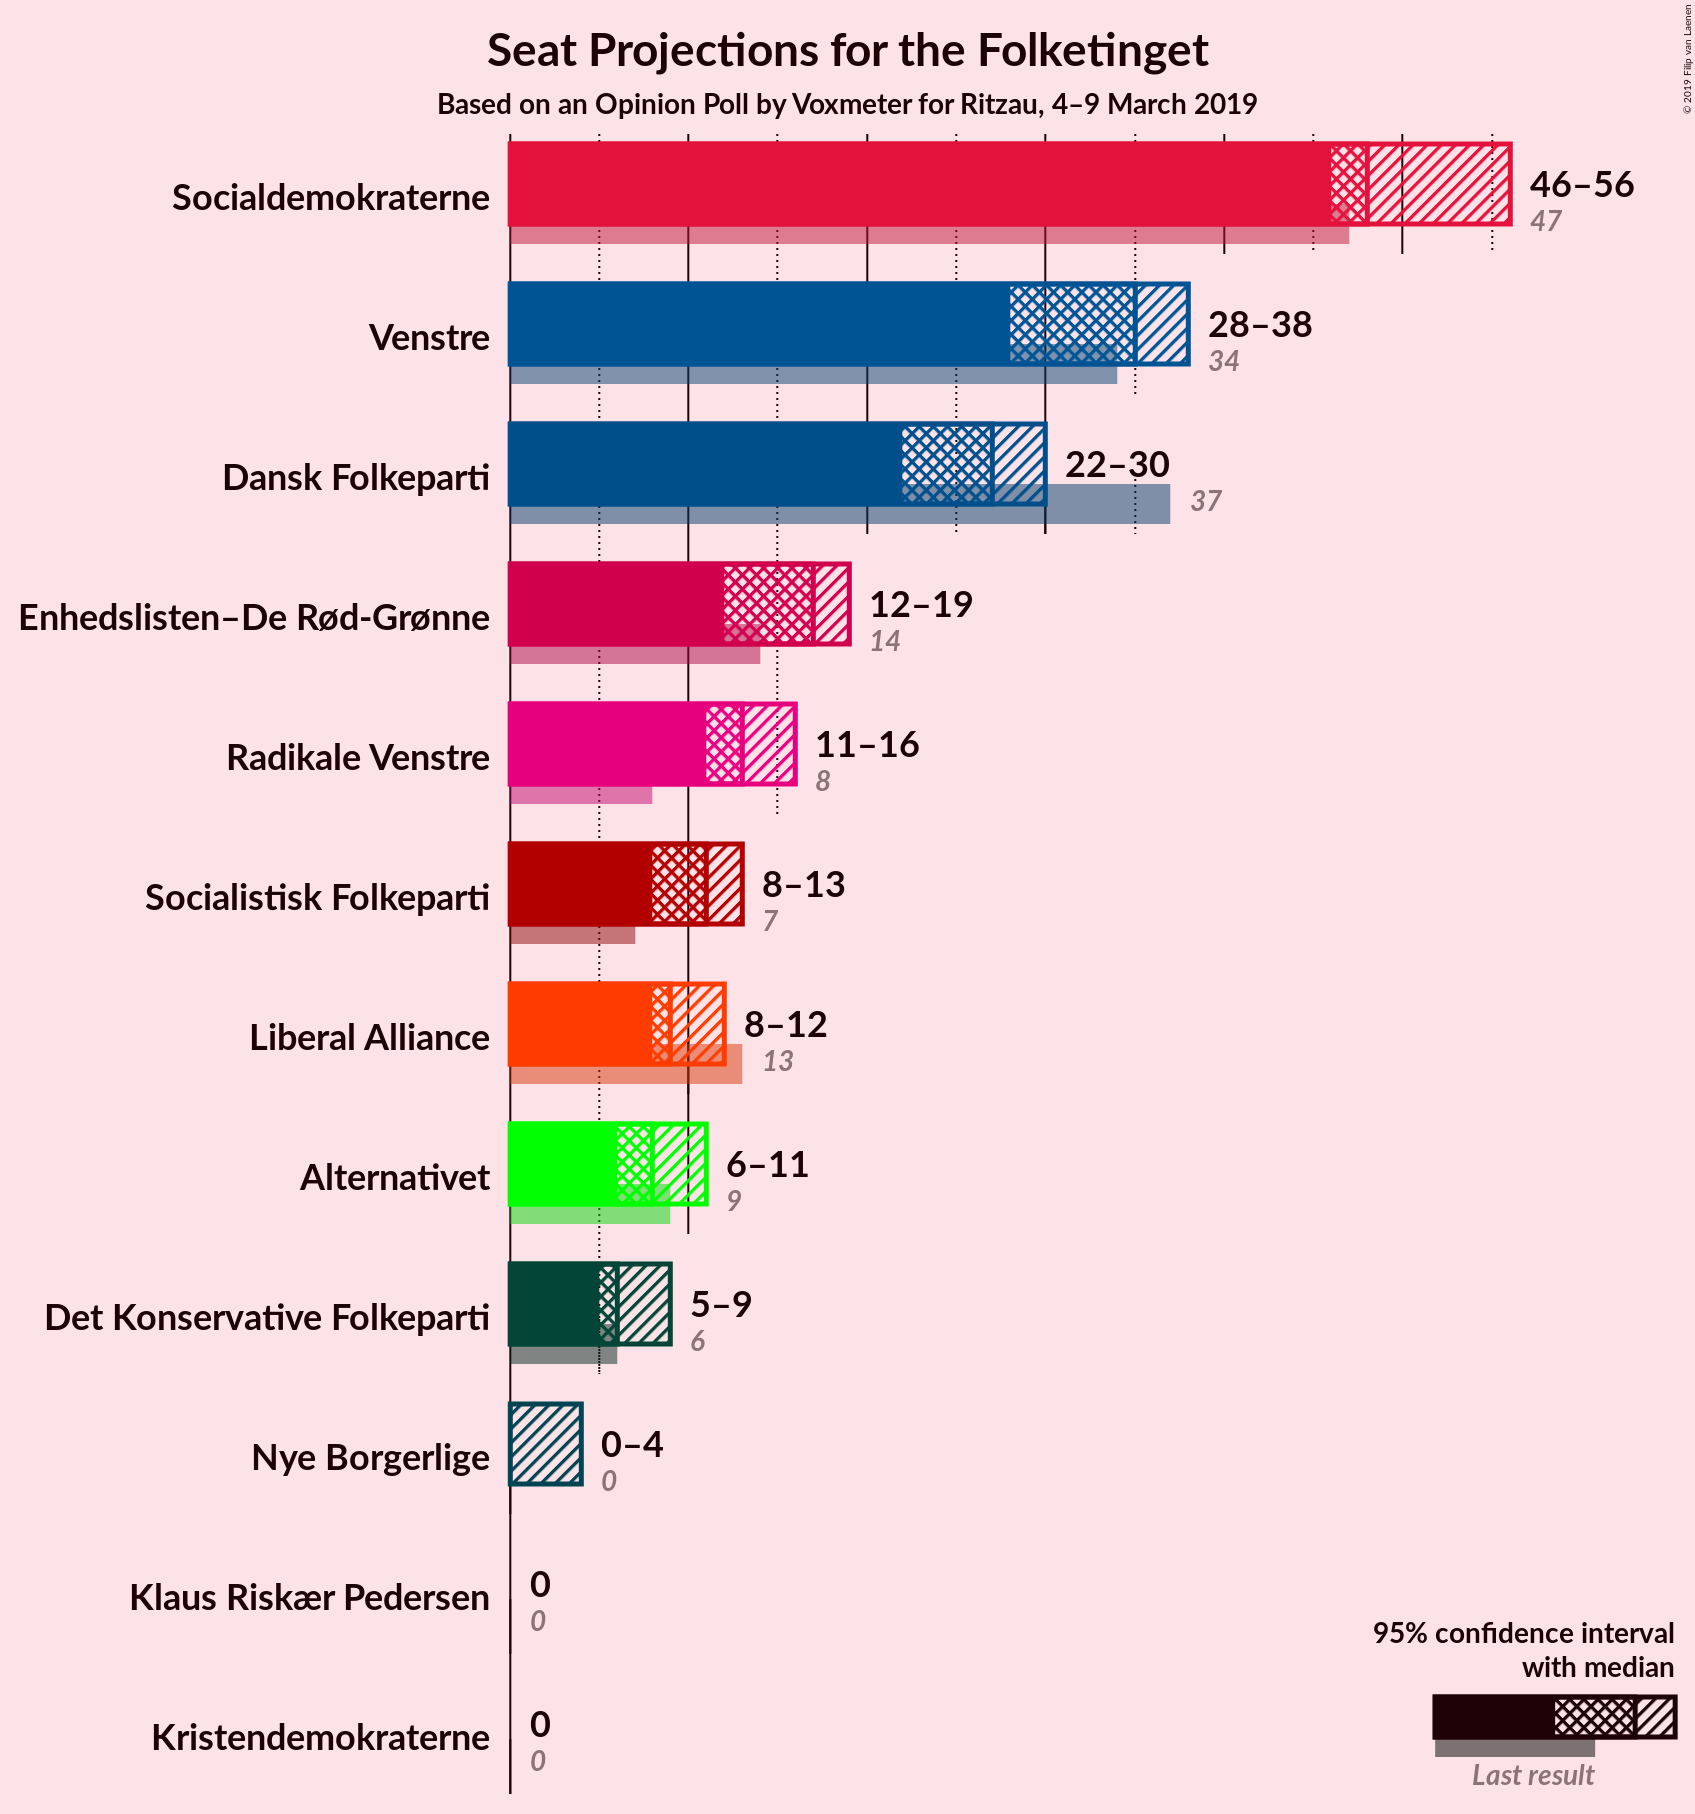 Seat Projections for the Folketinget
Based on an Opinion Poll by Voxmeter for Ritzau, 4–9 March 2019
© 2019 Filip van Laenen
Socialdemokraterne
46–56
47
Venstre
28–38
34
Dansk Folkeparti
22–30
37
Enhedslisten–De Rød-Grønne
12–19
14
Radikale Venstre
11–16
8
Socialistisk Folkeparti
8–13
7
Liberal Alliance
8–12
13
Alternativet
6–11
9
Det Konservative Folkeparti
5–9
6
Nye Borgerlige
0–4
0
Klaus Riskær Pedersen
0
0
Kristendemokraterne
0
0
95% confidence interval
with median
Last result